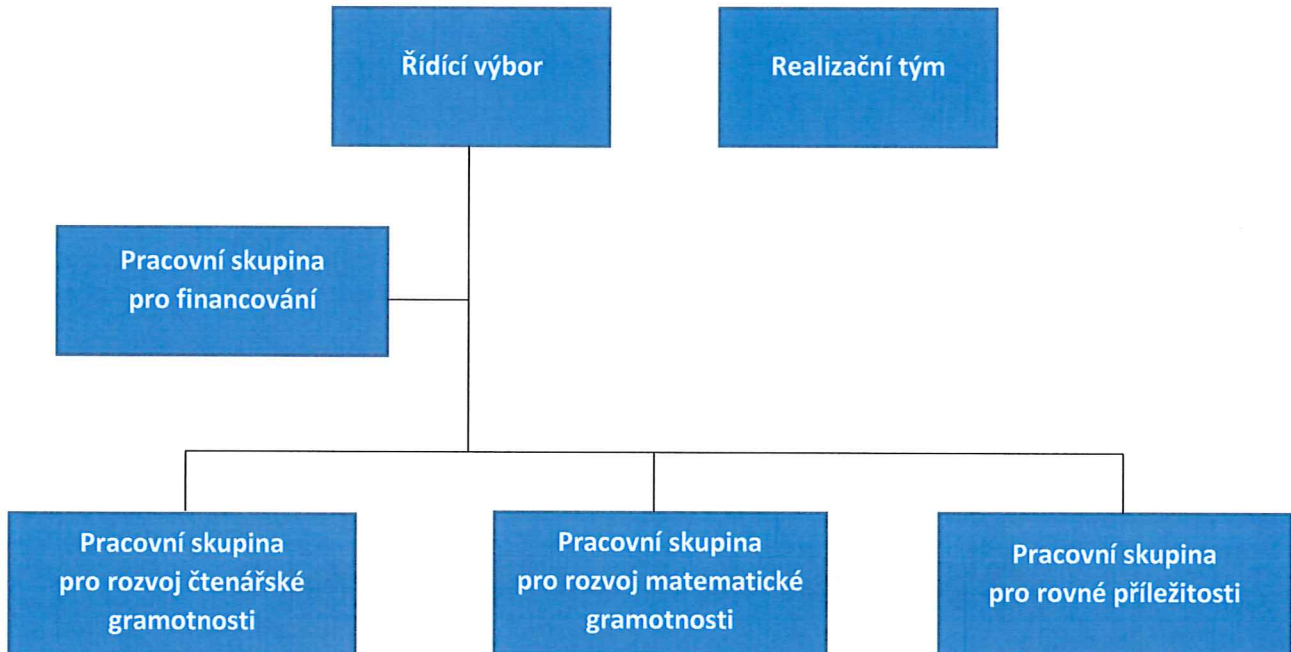 Řídící výbor
Realizační tým
Pracovní skupina
pro financování
Pracovní skupina
pro rozvoj čtenářské
gramotnosti
Pracovní skupina
pro rozvoj matematické
gramotnosti
Pracovní skupina
pro rovné příležitosti